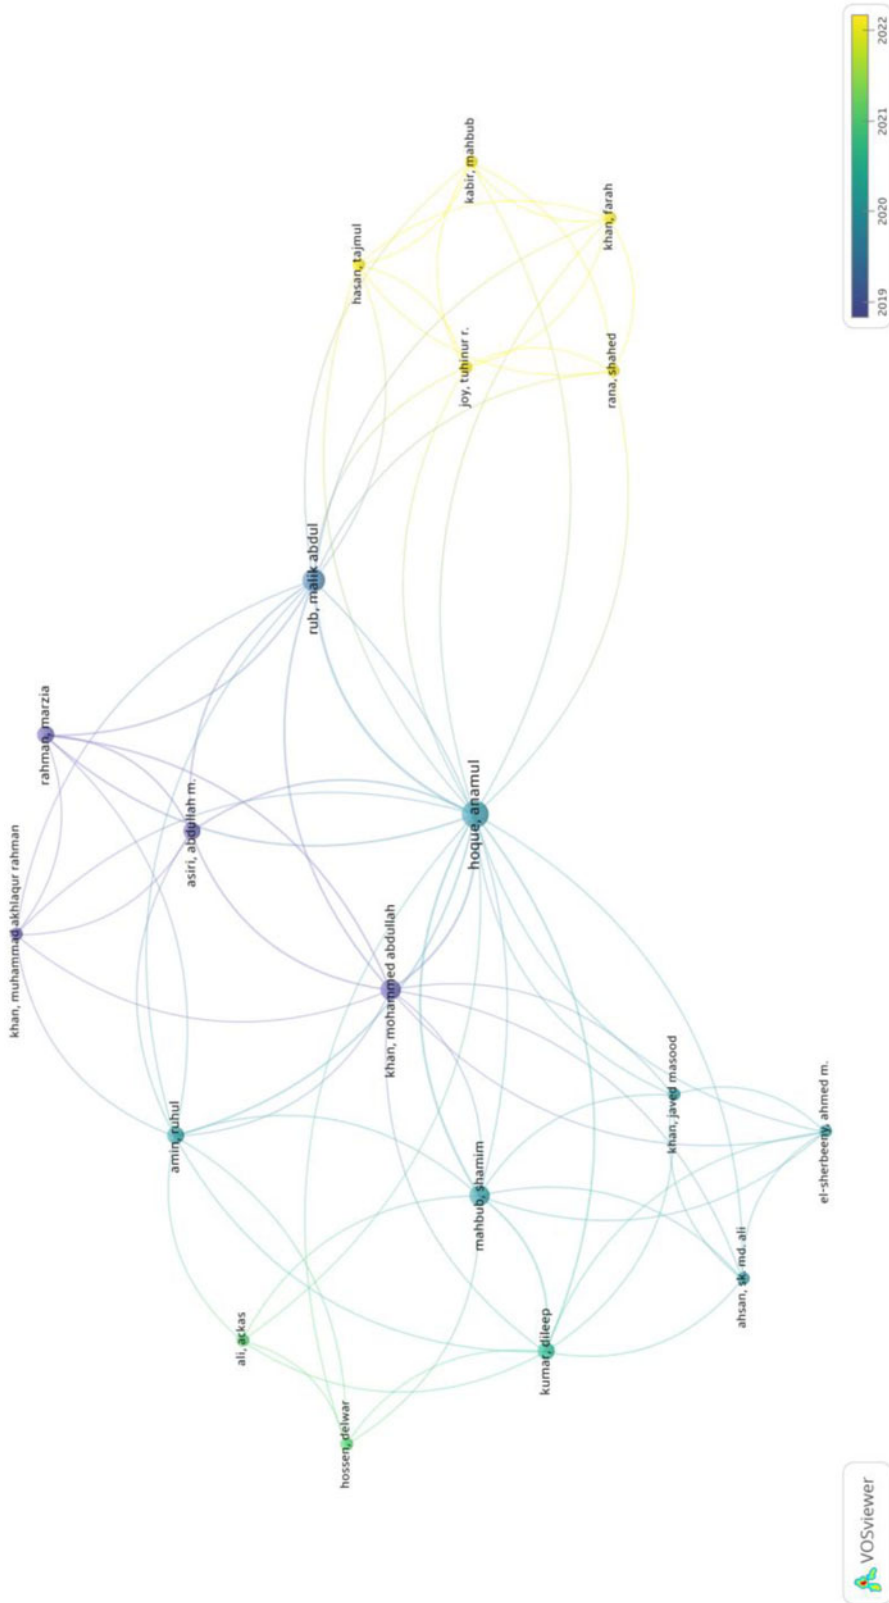 khan, muhammad akhlaqur rahman
rahman, marzia
asiri, abdullah m.
amin, ruhul
ali, ackas
rub, malik abdul
hossen, delwar
hasan, tajmul
khan, mohammed abdullah
hoque, anamul
mahbub, shamim
joy, tuhinur r.
kabir, mahbub
kumar, dileep
khan, farah
rana, shahed
khan, javed masood
ahsan, sk. md. ali
el-sherbeeny, ahmed m.
VOSviewer
2019
2020
2021
2022